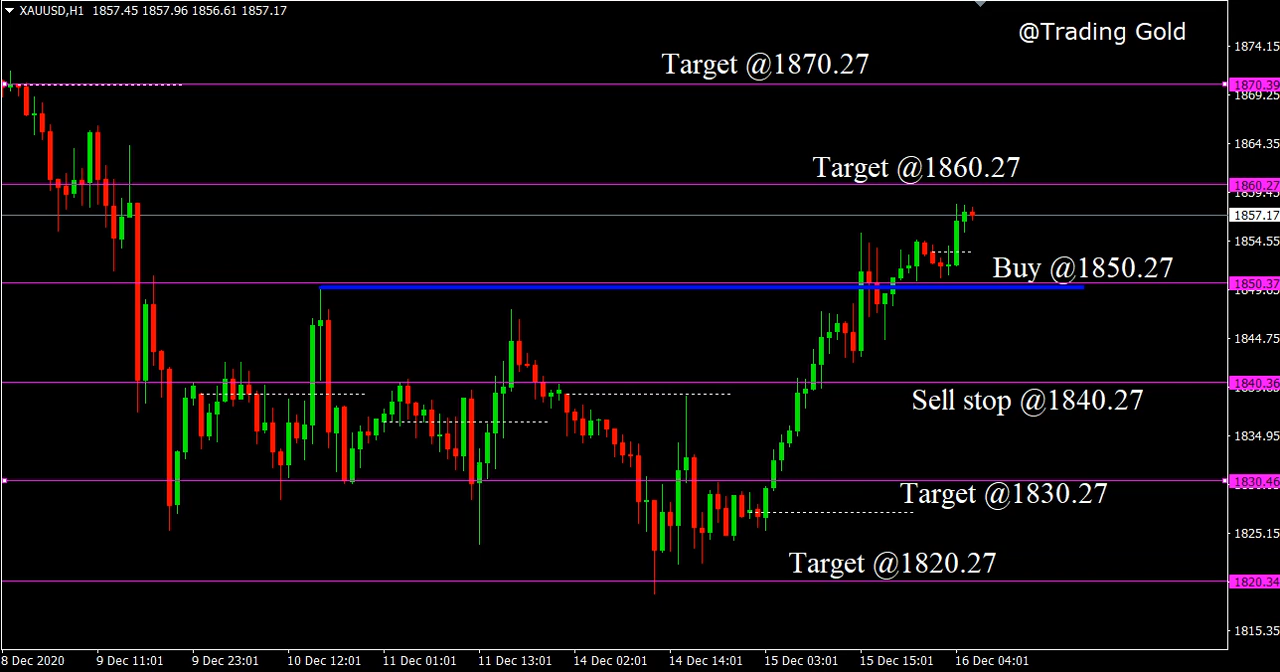 XAUUSD,H1 1857.45 1857.96 1856.61 1857.17
@Trading Gold
1874.15
Target @1870.27
1870.39
1869.25
1864.35
Target @1860.27
1860.27
1857.17
1854.55
Buy @1850.27
1850.37
1844.75
1840.36
Sell stop @1840.27
1834.95
1830.46
Target @1830.27
1825.15
Target @1820.27
1820.34
1815.35
8 Dec 2020 9 Dec 11:01 9 Dec 23:01 10 Dec 12:01 11 Dec 01:01 11 Dec 13:01 14 Dec 02:01 14 Dec 14:01 15 Dec 03:01 15 Dec 15:01 16 Dec 04:01